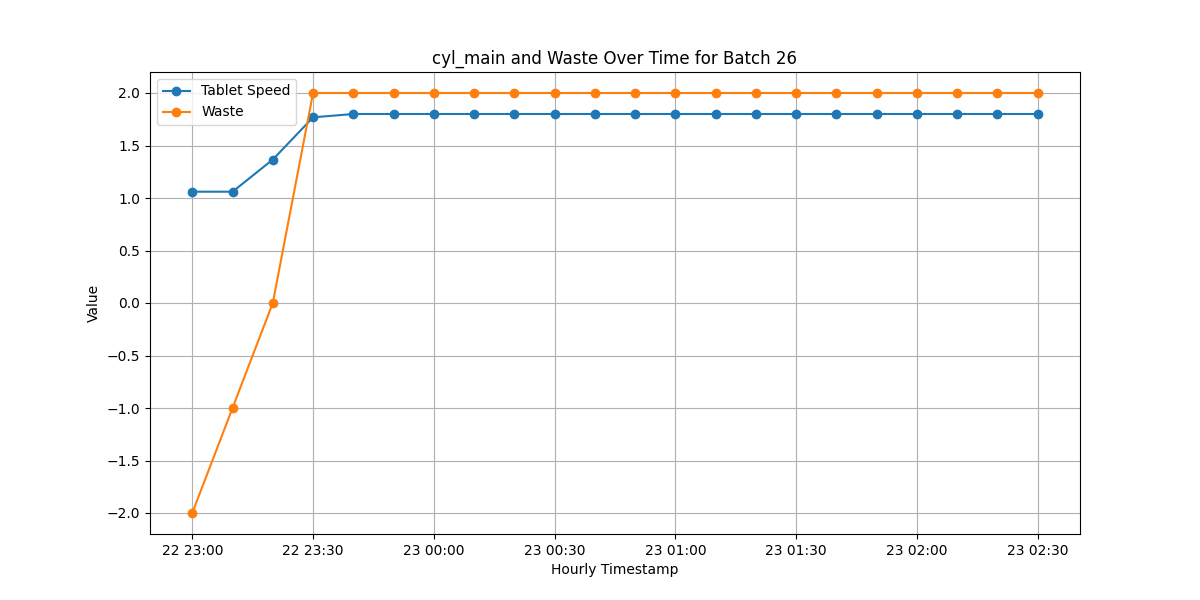 cyl_main and Waste Over Time for Batch 26
Tablet Speed
Waste
2.0
1.5
1.0
0.5
0.0
−0.5
−1.0
−1.5
−2.0
Value
22 23:00 22 23:30 23 00:00 23 00:30 23 01:00 23 01:30 23 02:00 23 02:30
Hourly Timestamp